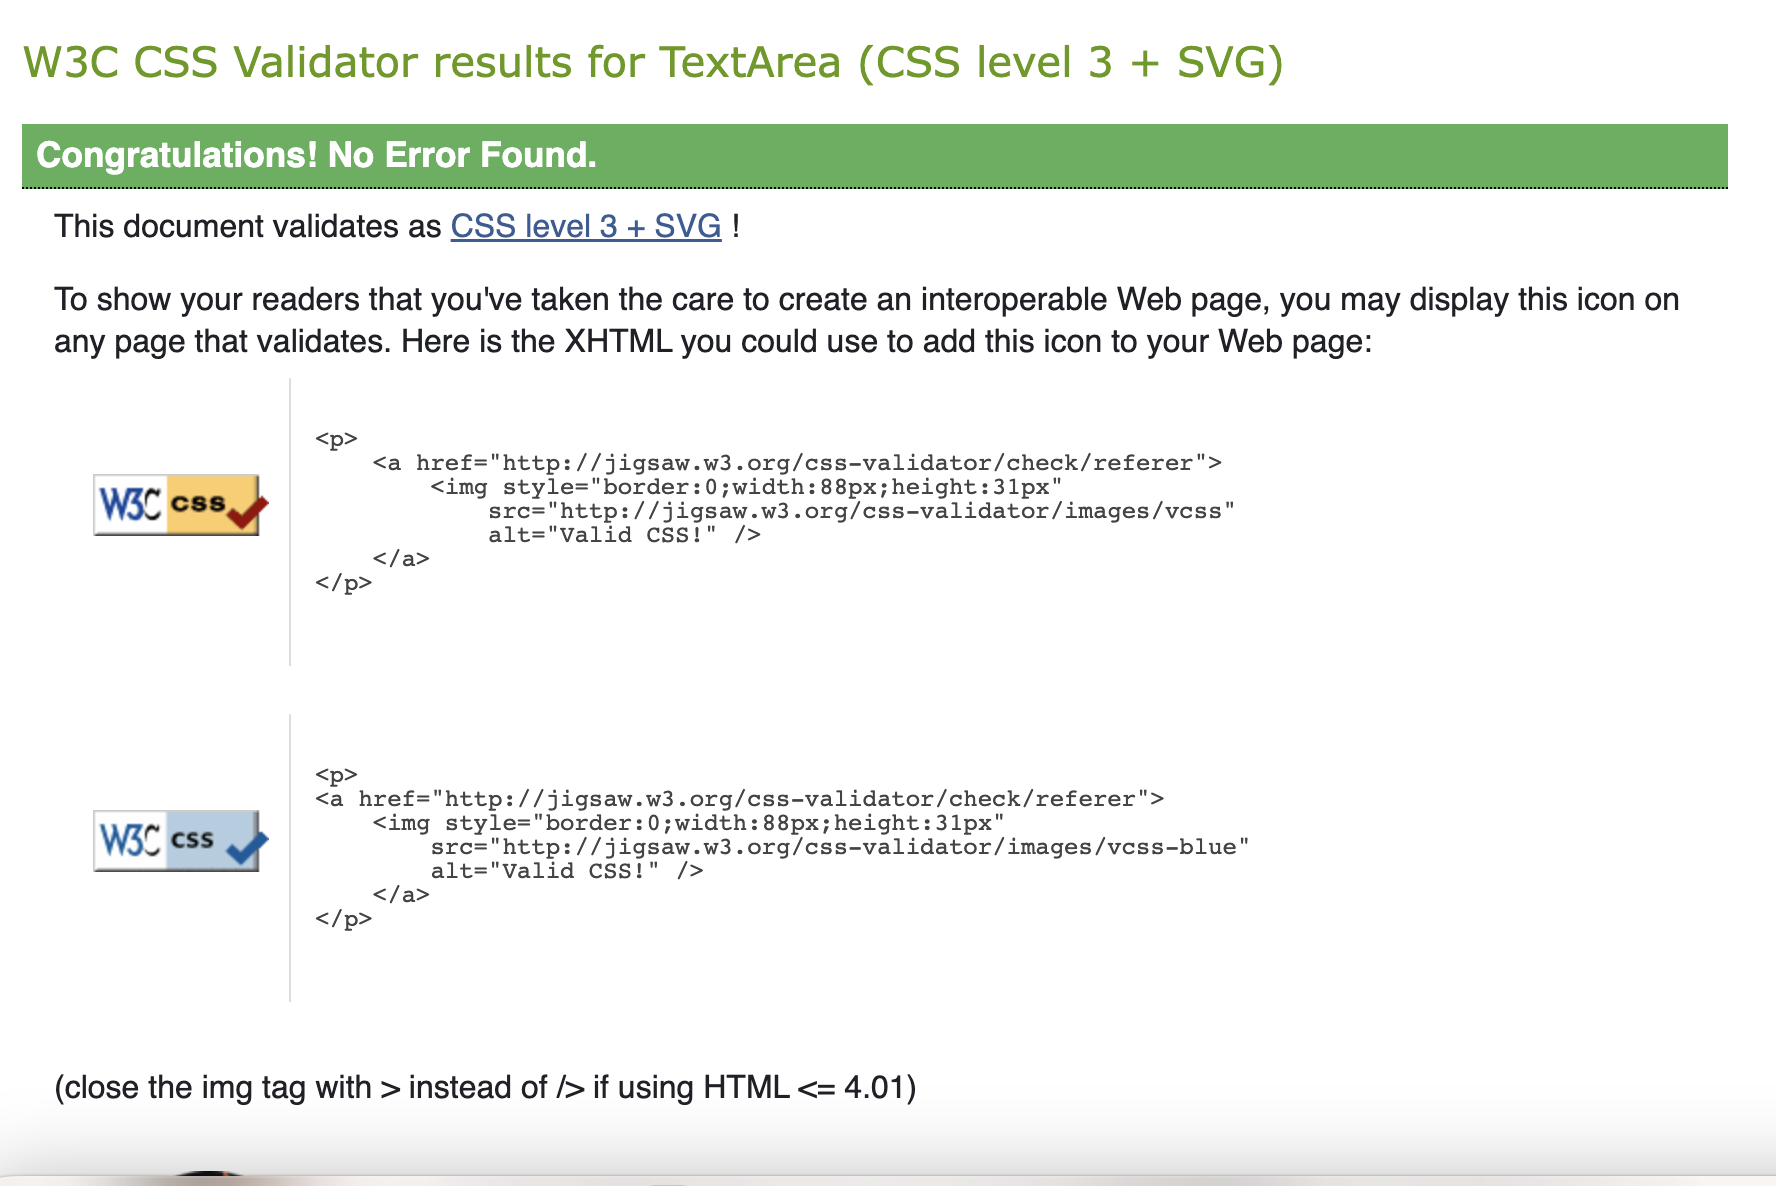 W3C CSS Validator results for TextArea (CSS level 3 + SVG)
Congratulations! No Error Found.
This document validates as CSS level 3 + SVG !
To show your readers that you've taken the care to create an interoperable Web page, you may display this icon on
any page that validates. Here is the XHTML you could use to add this icon to your Web page:
W3C css
<p>
    <a href="http://jigsaw.w3.org/css-validator/check/referer">
        <img style="border:0;width:88px;height:31px"
            src="http://jigsaw.w3.org/css-validator/images/vcss"
            alt="Valid CSS!" />
    </a>
</p>
W3C css
<p>
<a href="http://jigsaw.w3.org/css-validator/check/referer">
    <img style="border:0;width:88px;height:31px"
        src="http://jigsaw.w3.org/css-validator/images/vcss-blue"
        alt="Valid CSS!" />
    </a>
</p>
(close the img tag with > instead of /> if using HTML <= 4.01)